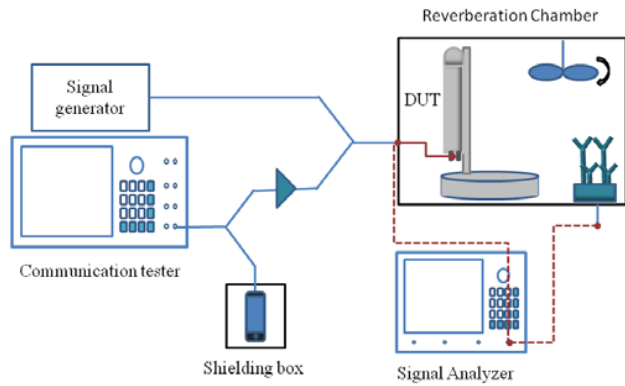 Reverberation Chamber
Signal
generator
DUT
Communication tester
Shielding box
Signal Analyzer